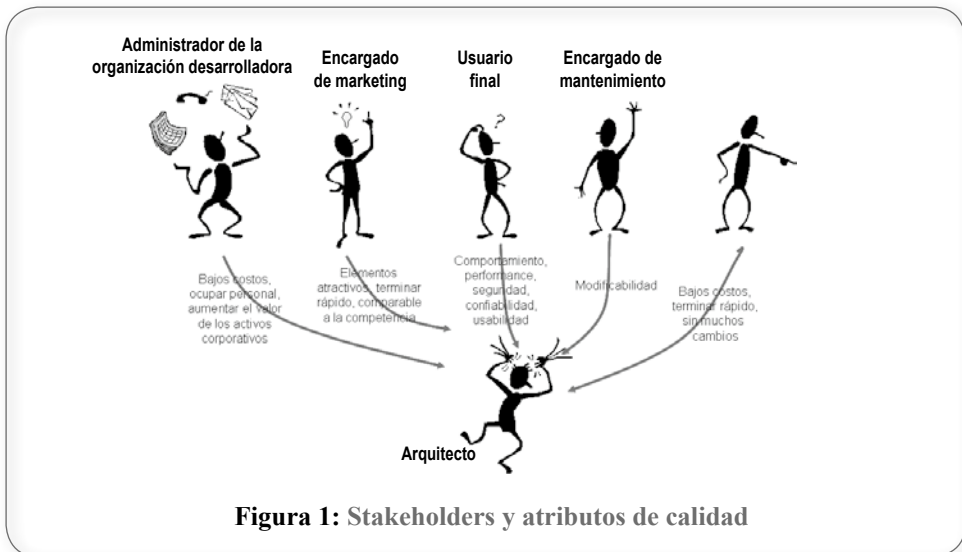 Administrador de la
organización desarrolladora
Encargado
de marketing
Usuario
final
Encargado de
mantenimiento
?
Bajos costos,
ocupar personal,
aumentar el valor
de los activos
corporativos
Elementos
atractivos, terminar
rápido, comparable
a la competencia
Comportamiento,
performance,
seguridad,
confiabilidad,
usabilidad
Modificabilidad
Bajos costos,
terminar rápido,
sin muchos
cambios
Arquitecto
Figura 1: Stakeholders y atributos de calidad